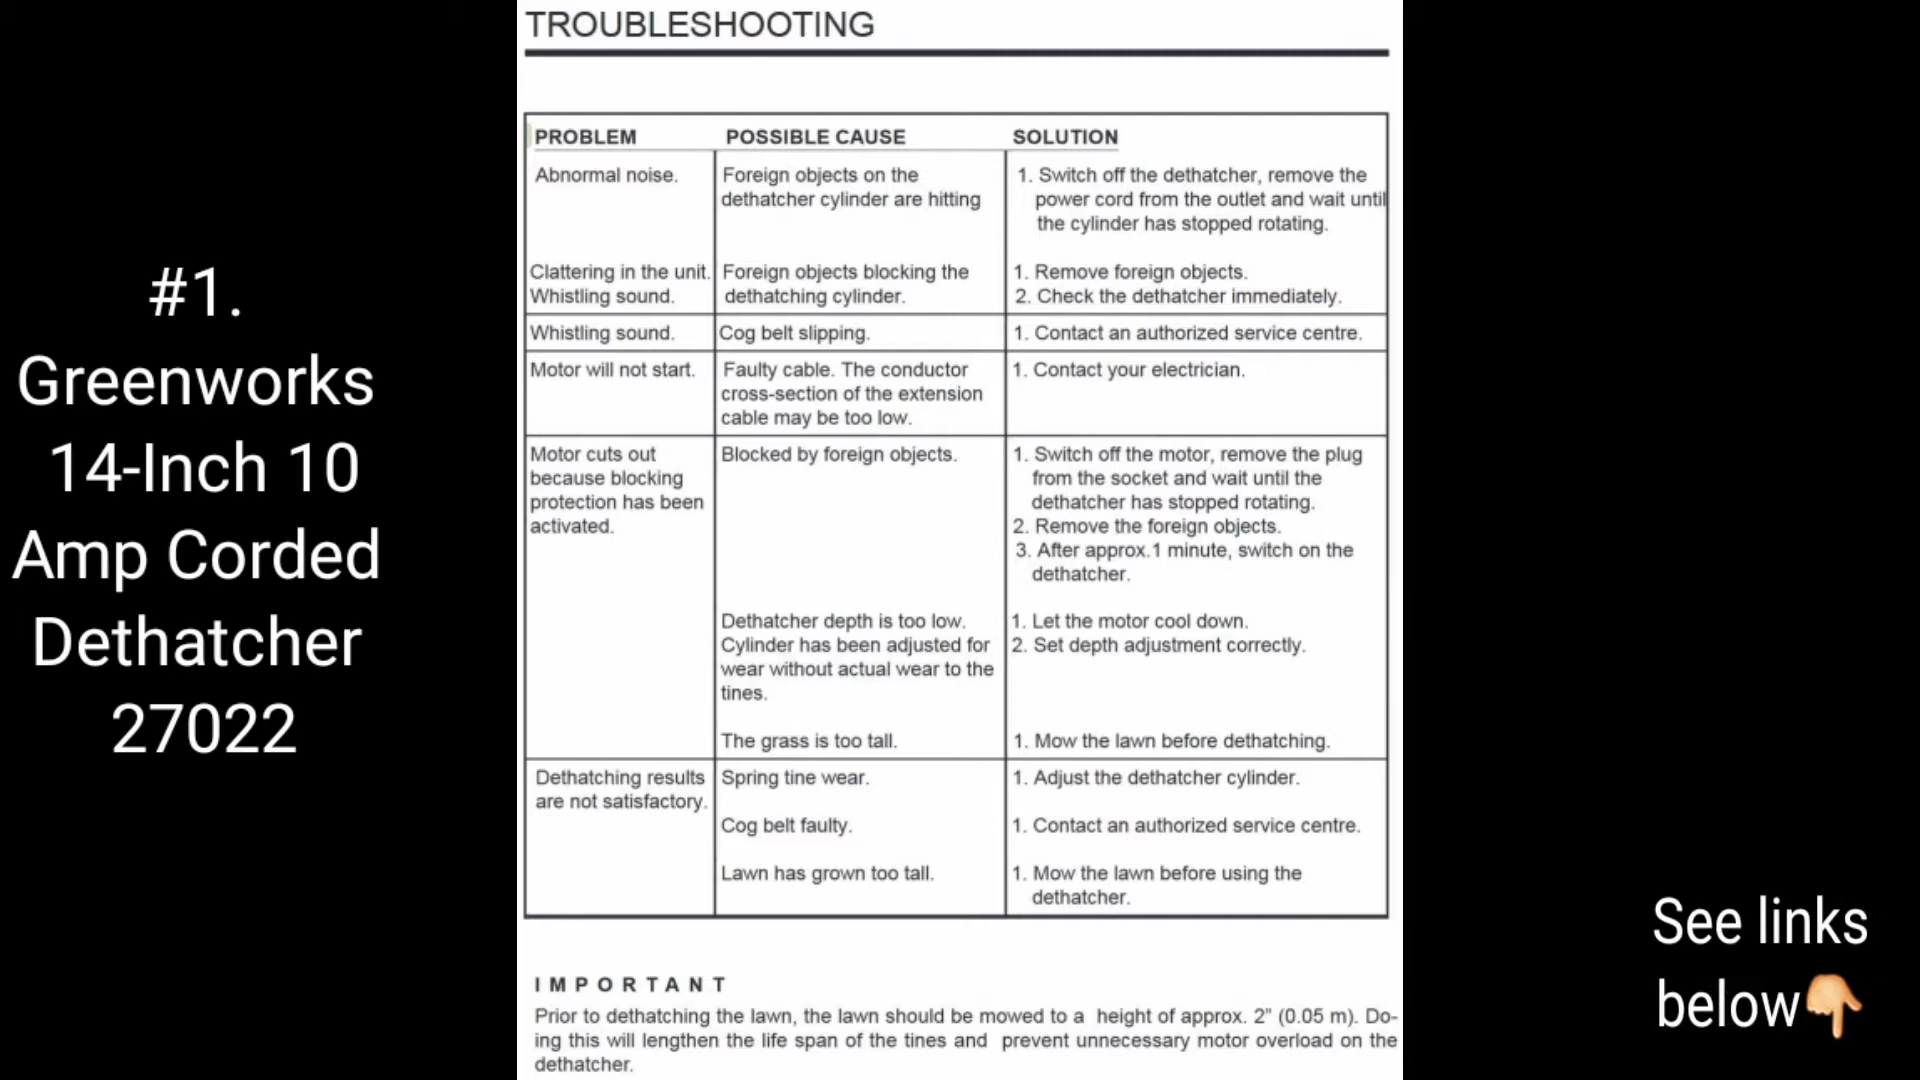 #1.
Greenworks
14-Inch 10
Amp Corded
Dethatcher
27022
TROUBLESHOOTING
PROBLEM POSSIBLE CAUSE SOLUTION
Abnormal noise. Foreign objects on the 1. Switch off the dethatcher, remove the
dethatcher cylinder are hitting power cord from the outlet and wait until
the cylinder has stopped rotating.
Clattering in the unit. Foreign objects blocking the 1. Remove foreign objects.
Whistling sound. dethatching cylinder. 2. Check the dethatcher immediately.
Whistling sound. Cog belt slipping. 1. Contact an authorized service centre.
Motor will not start. Faulty cable. The conductor 1. Contact your electrician.
cross-section of the extension
cable may be too low.
Motor cuts out Blocked by foreign objects. 1. Switch off the motor, remove the plug
because blocking from the socket and wait until the
protection has been dethatcher has stopped rotating.
activated. 2. Remove the foreign objects.
3. After approx.1 minute, switch on the
dethatcher.
Dethatcher depth is too low. 1. Let the motor cool down.
Cylinder has been adjusted for 2. Set depth adjustment correctly.
wear without actual wear to the
tines.
The grass is too tall. 1. Mow the lawn before dethatching.
Dethatching results Spring tine wear. 1. Adjust the dethatcher cylinder.
are not satisfactory.
Cog belt faulty. 1. Contact an authorized service centre.
Lawn has grown too tall. 1. Mow the lawn before using the
dethatcher.
IMPORTANT
Prior to dethatching the lawn, the lawn should be mowed to a height of approx. 2" (0.05 m). Do-
ing this will lengthen the life span of the tines and prevent unnecessary motor overload on the
dethatcher.
See links
below